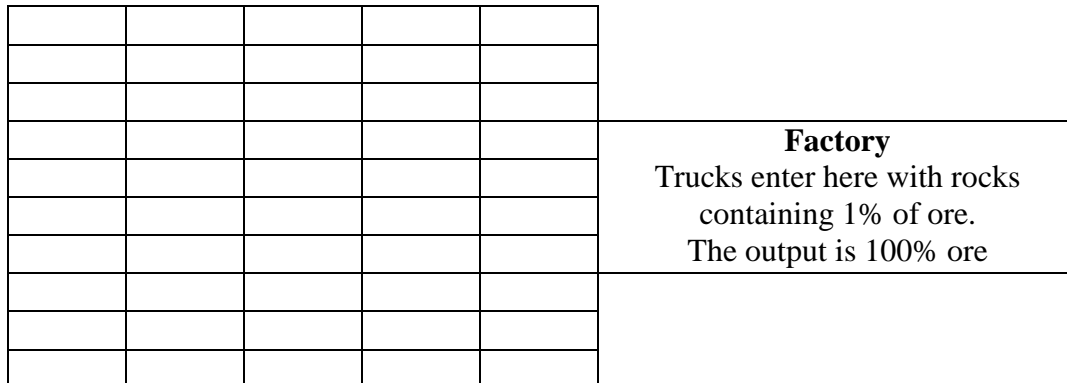 Factory
Trucks enter here with rocks
containing 1% of ore.
The output is 100% ore